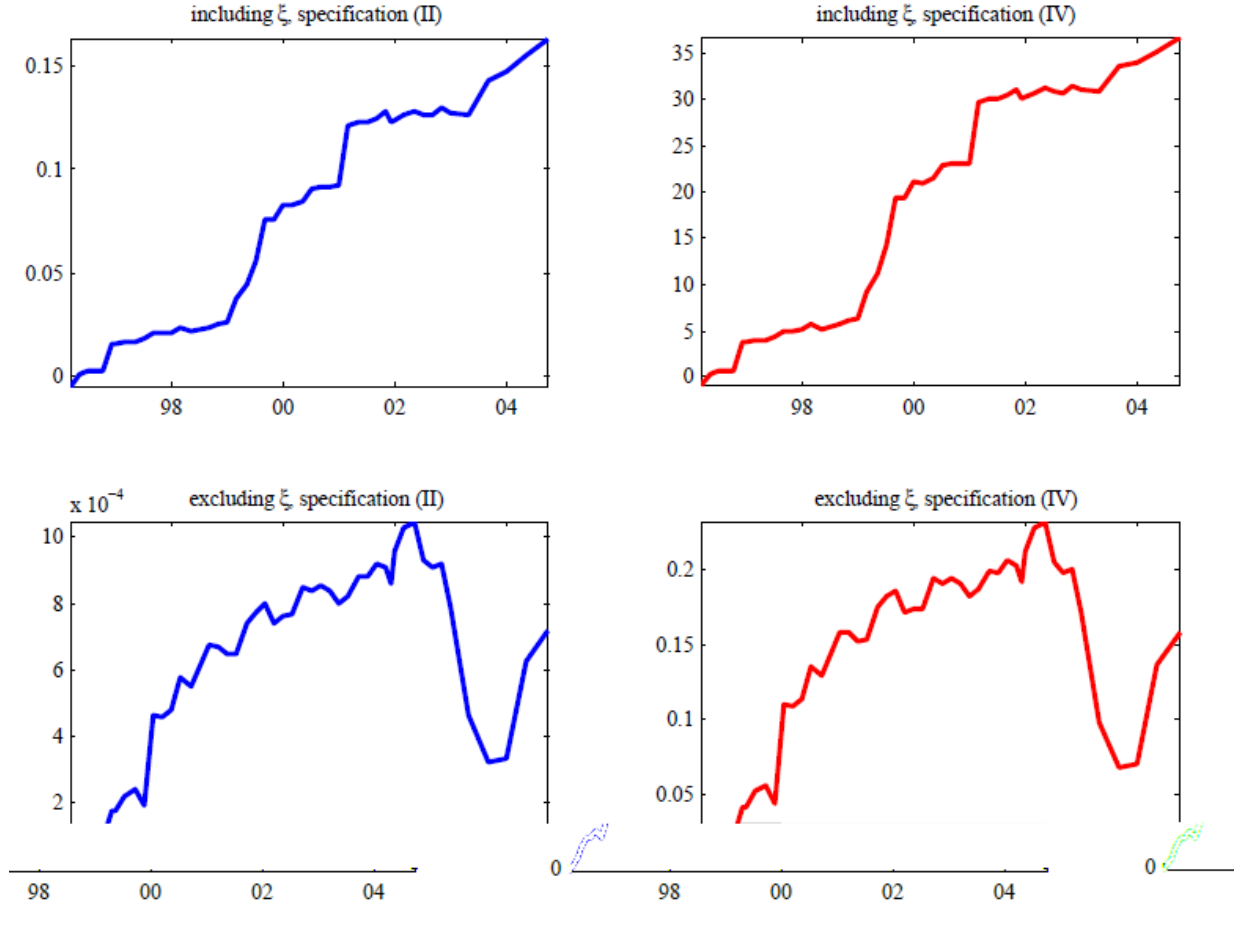 including ξ, specification (II)
0.15
0.1
0.05
0
98 00 02 04
including ξ, specification (IV)
35
30
25
20
15
10
5
0
98 00 02 04
x 10⁻⁴
excluding ξ, specification (II)
10
8
6
4
2
excluding ξ, specification (IV)
0.2
0.15
0.1
0.05
0
0
98 00 02 04
98 00 02 04